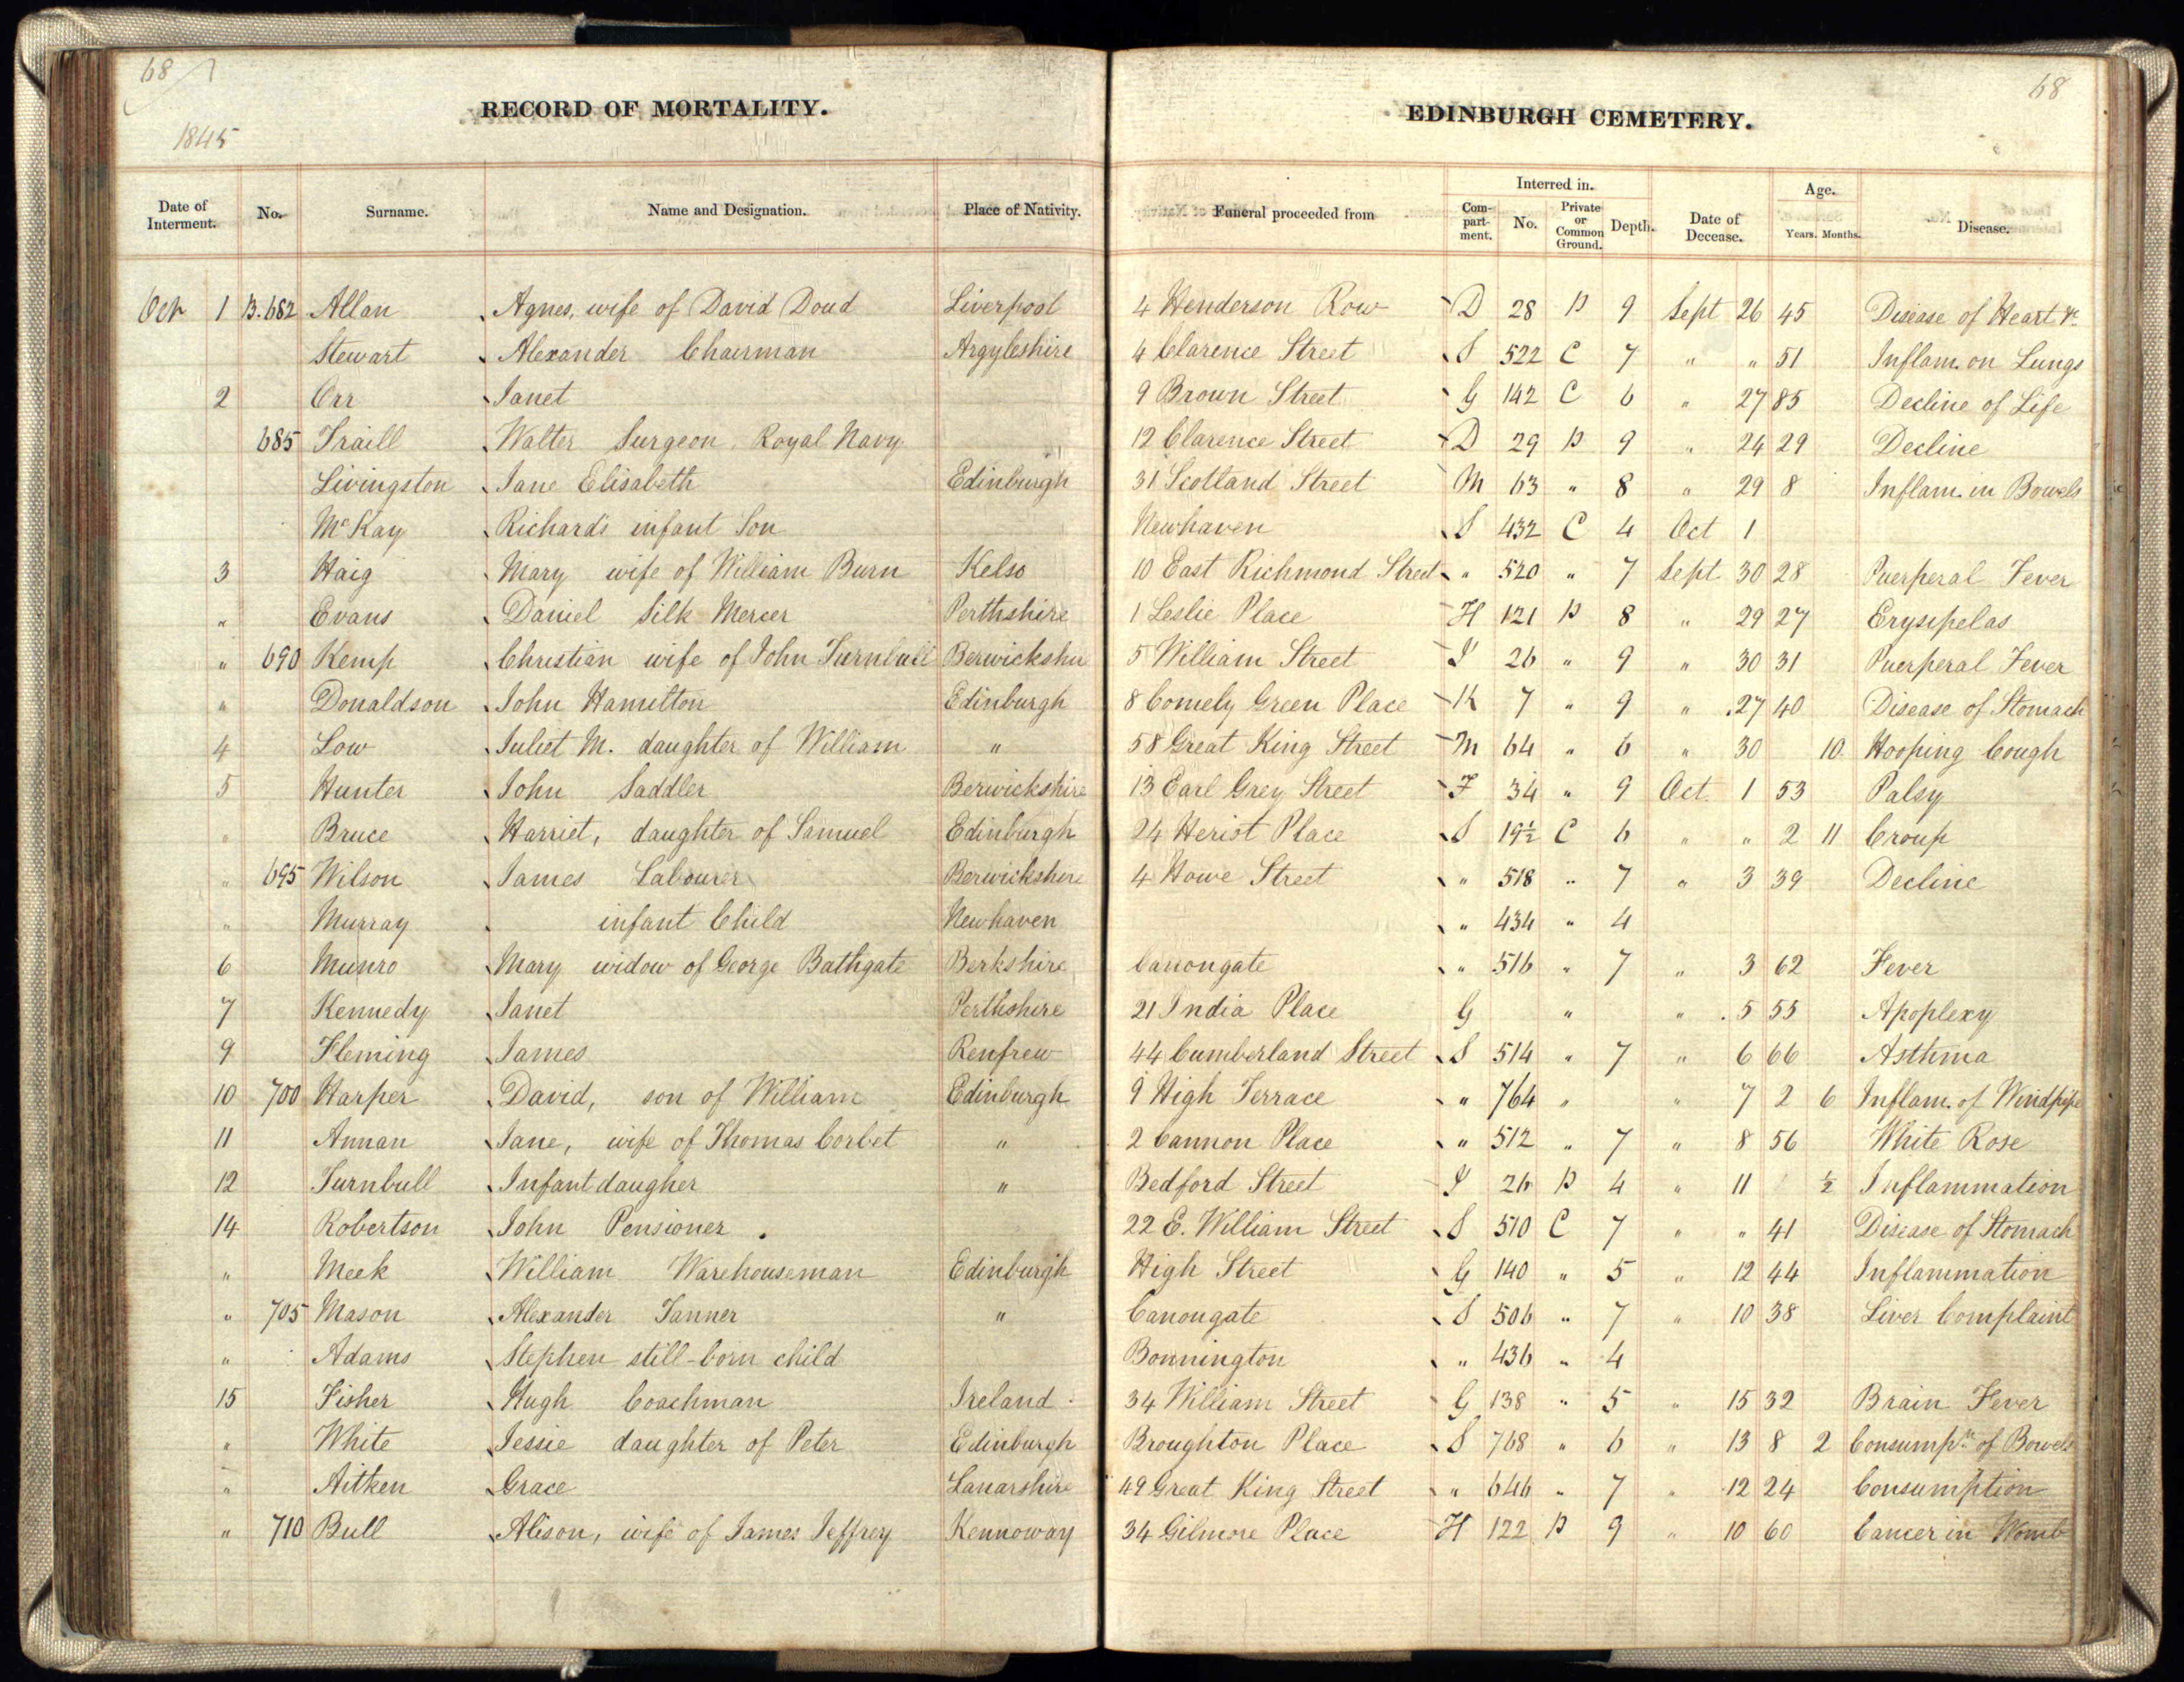 68
1845
RECORD OF MORTALITY.
Date of Interment. No. Surname. Name and Designation. Place of Nativity.
Oct 1 B.682 Allan Agnes, wife of David Doud Liverpool
Stewart Alexander Chairman Argyleshire
2 Orr Janet
685 Traill Walter Surgeon Royal Navy
Livingston Jane Elisabeth Edinburgh
McKay Richard's infant Son
3 Haig Mary wife of William Burn Kelso
" Evans Daniel Silk Mercer Perthshire
" 690 Kemp Christian wife of John Turnbull Berwickshir
" Donaldson John Hamilton Edinburgh
4 Low Juliet M. daughter of William "
5 Hunter John Saddler Berwickshire
" Bruce Harriet, daughter of Samuel Edinburgh
" 695 Wilson James Labourer Berwickshire
" Murray infant Child Newhaven
6 Munro Mary widow of George Bathgate Berkshire
7 Kennedy Janet Perthshire
9 Fleming James Renfrew
10 700 Harper David, son of William Edinburgh
11 Annan Jane, wife of Thomas Corbet "
12 Turnbull Infant daugher "
14 Robertson John Pensioner .
" Meek William Warehouseman Edinburgh
" 705 Mason Alexander Tanner "
" Adams Stephen still-born child
15 Fisher Hugh Coachman Ireland
" White Jessie daughter of Peter Edinburgh
" Aitken Grace Lanarshire
" 710 Bull Alison, wife of James Jeffrey Kennoway
68
EDINBURGH CEMETERY.
Funeral proceeded from Interred in. Compartment. No. Private or Common Ground. Depth. Date of Decease. Age. Years. Months. Disease.
4 Henderson Row D 28 P 9 Sept 26 45 Disease of Heart &c
4 Clarence Street S 522 C 7 " " 51 Inflam. on Lungs
9 Brown Street G 142 C 6 " 27 85 Decline of Life
12 Clarence Street D 29 P 9 " 24 29 Decline
31 Scotland Street M 63 " 8 " 29 8 Inflam. in Bowels
Newhaven S 432 C 4 Oct 1
10 East Richmond Street " 520 " 7 Sept 30 28 Puerperal Fever
1 Leslie Place H 121 P 8 " 29 27 Erysipelas
5 William Street I 26 " 9 " 30 31 Puerperal Fever
8 Comely Green Place K 7 " 9 " 27 40 Disease of Stomach
58 Great King Street M 64 " 6 " 30 10 Hooping Cough
13 Earl Grey Street F 34 " 9 Oct. 1 53 Palsy
24 Heriot Place S 19½ C 6 " " 2 11 Croup
4 Howe Street " 518 " 7 " 3 39 Decline
" 434 " 4
Canongate " 516 " 7 " 3 62 Fever
21 India Place G " " 5 55 Apoplexy
44 Cumberland Street S 514 " 7 " 6 66 Asthma
9 High Terrace " 764 " " 7 2 6 Inflam. of Windpipe
2 Cannon Place " 512 " 7 " 8 56 White Rose
Bedford Street I 26 P 4 " 11 ½ Inflammation
22 E. William Street S 510 C 7 " " 41 Disease of Stomach
High Street G 140 " 5 " 12 44 Inflammation
Canongate S 506 " 7 " 10 38 Liver Complaint
Bonnington " 436 " 4
34 William Street G 138 " 5 " 15 32 Brain Fever
Broughton Place S 768 " 6 " 13 8 2 Consumpn. of Bowels
49 Great King Street " 646 " 7 " 12 24 Consumption
34 Gilmore Place H 122 P 9 " 10 60 Cancer in Womb